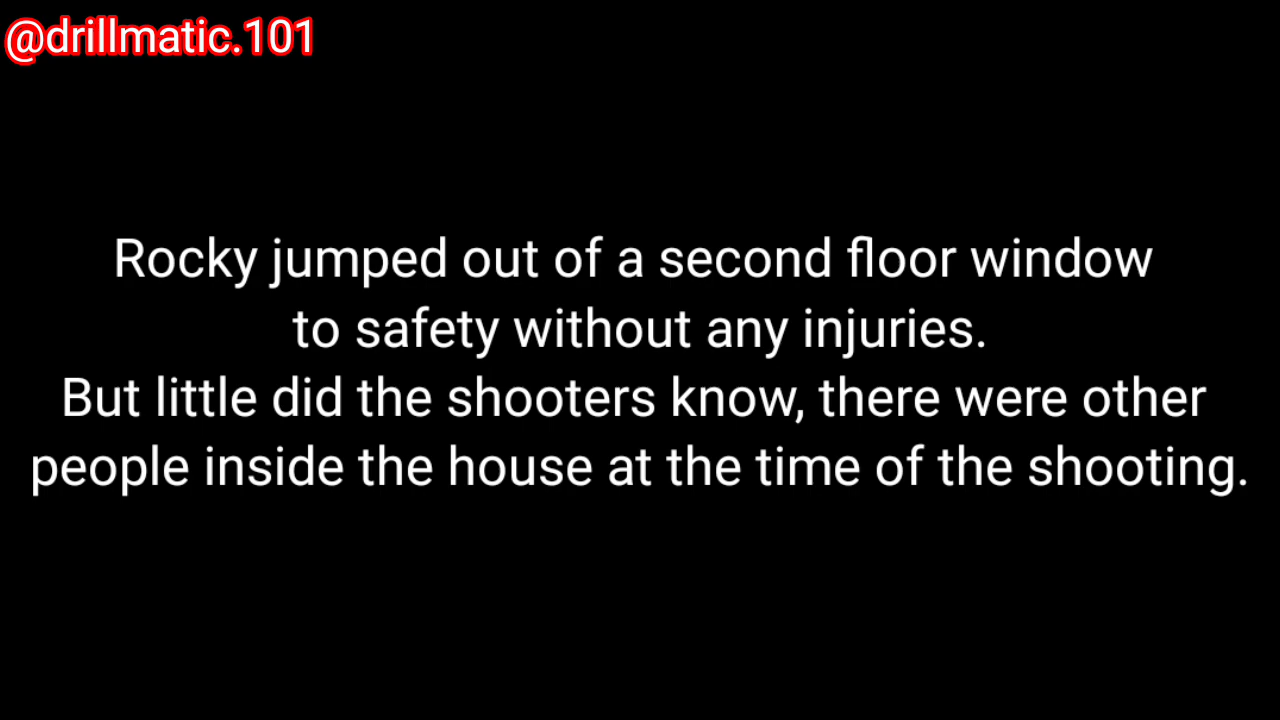 @drillmatic.101
Rocky jumped out of a second floor window
to safety without any injuries.
But little did the shooters know, there were other
people inside the house at the time of the shooting.